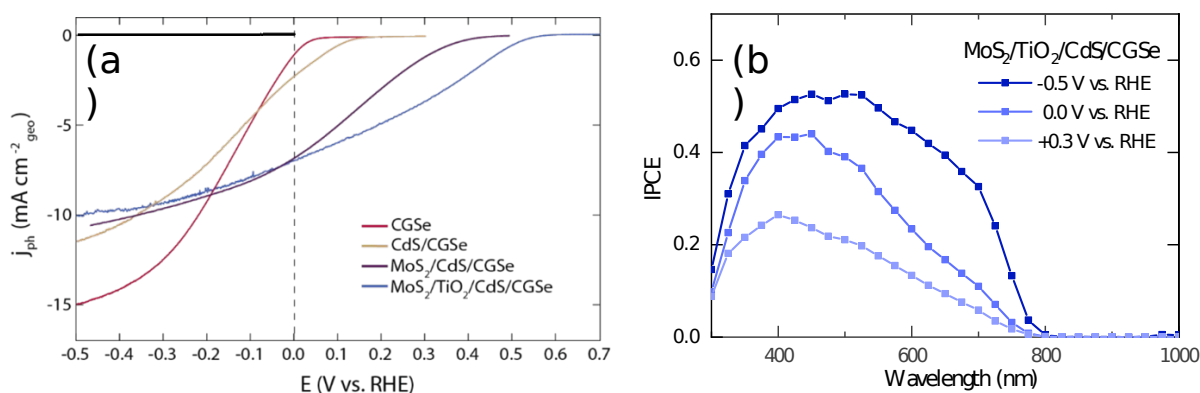 (a
)
0
-5
-10
-15
j_ph (mA cm⁻²_geo)
CGSe
CdS/CGSe
MoS₂/CdS/CGSe
MoS₂/TiO₂/CdS/CGSe
-0.5 -0.4 -0.3 -0.2 -0.1 0.0 0.1 0.2 0.3 0.4 0.5 0.6 0.7
E (V vs. RHE)
(b
)
MoS₂/TiO₂/CdS/CGSe
-0.5 V vs. RHE
0.0 V vs. RHE
+0.3 V vs. RHE
0.6
0.4
0.2
0.0
IPCE
400 600 800 1000
Wavelength (nm)